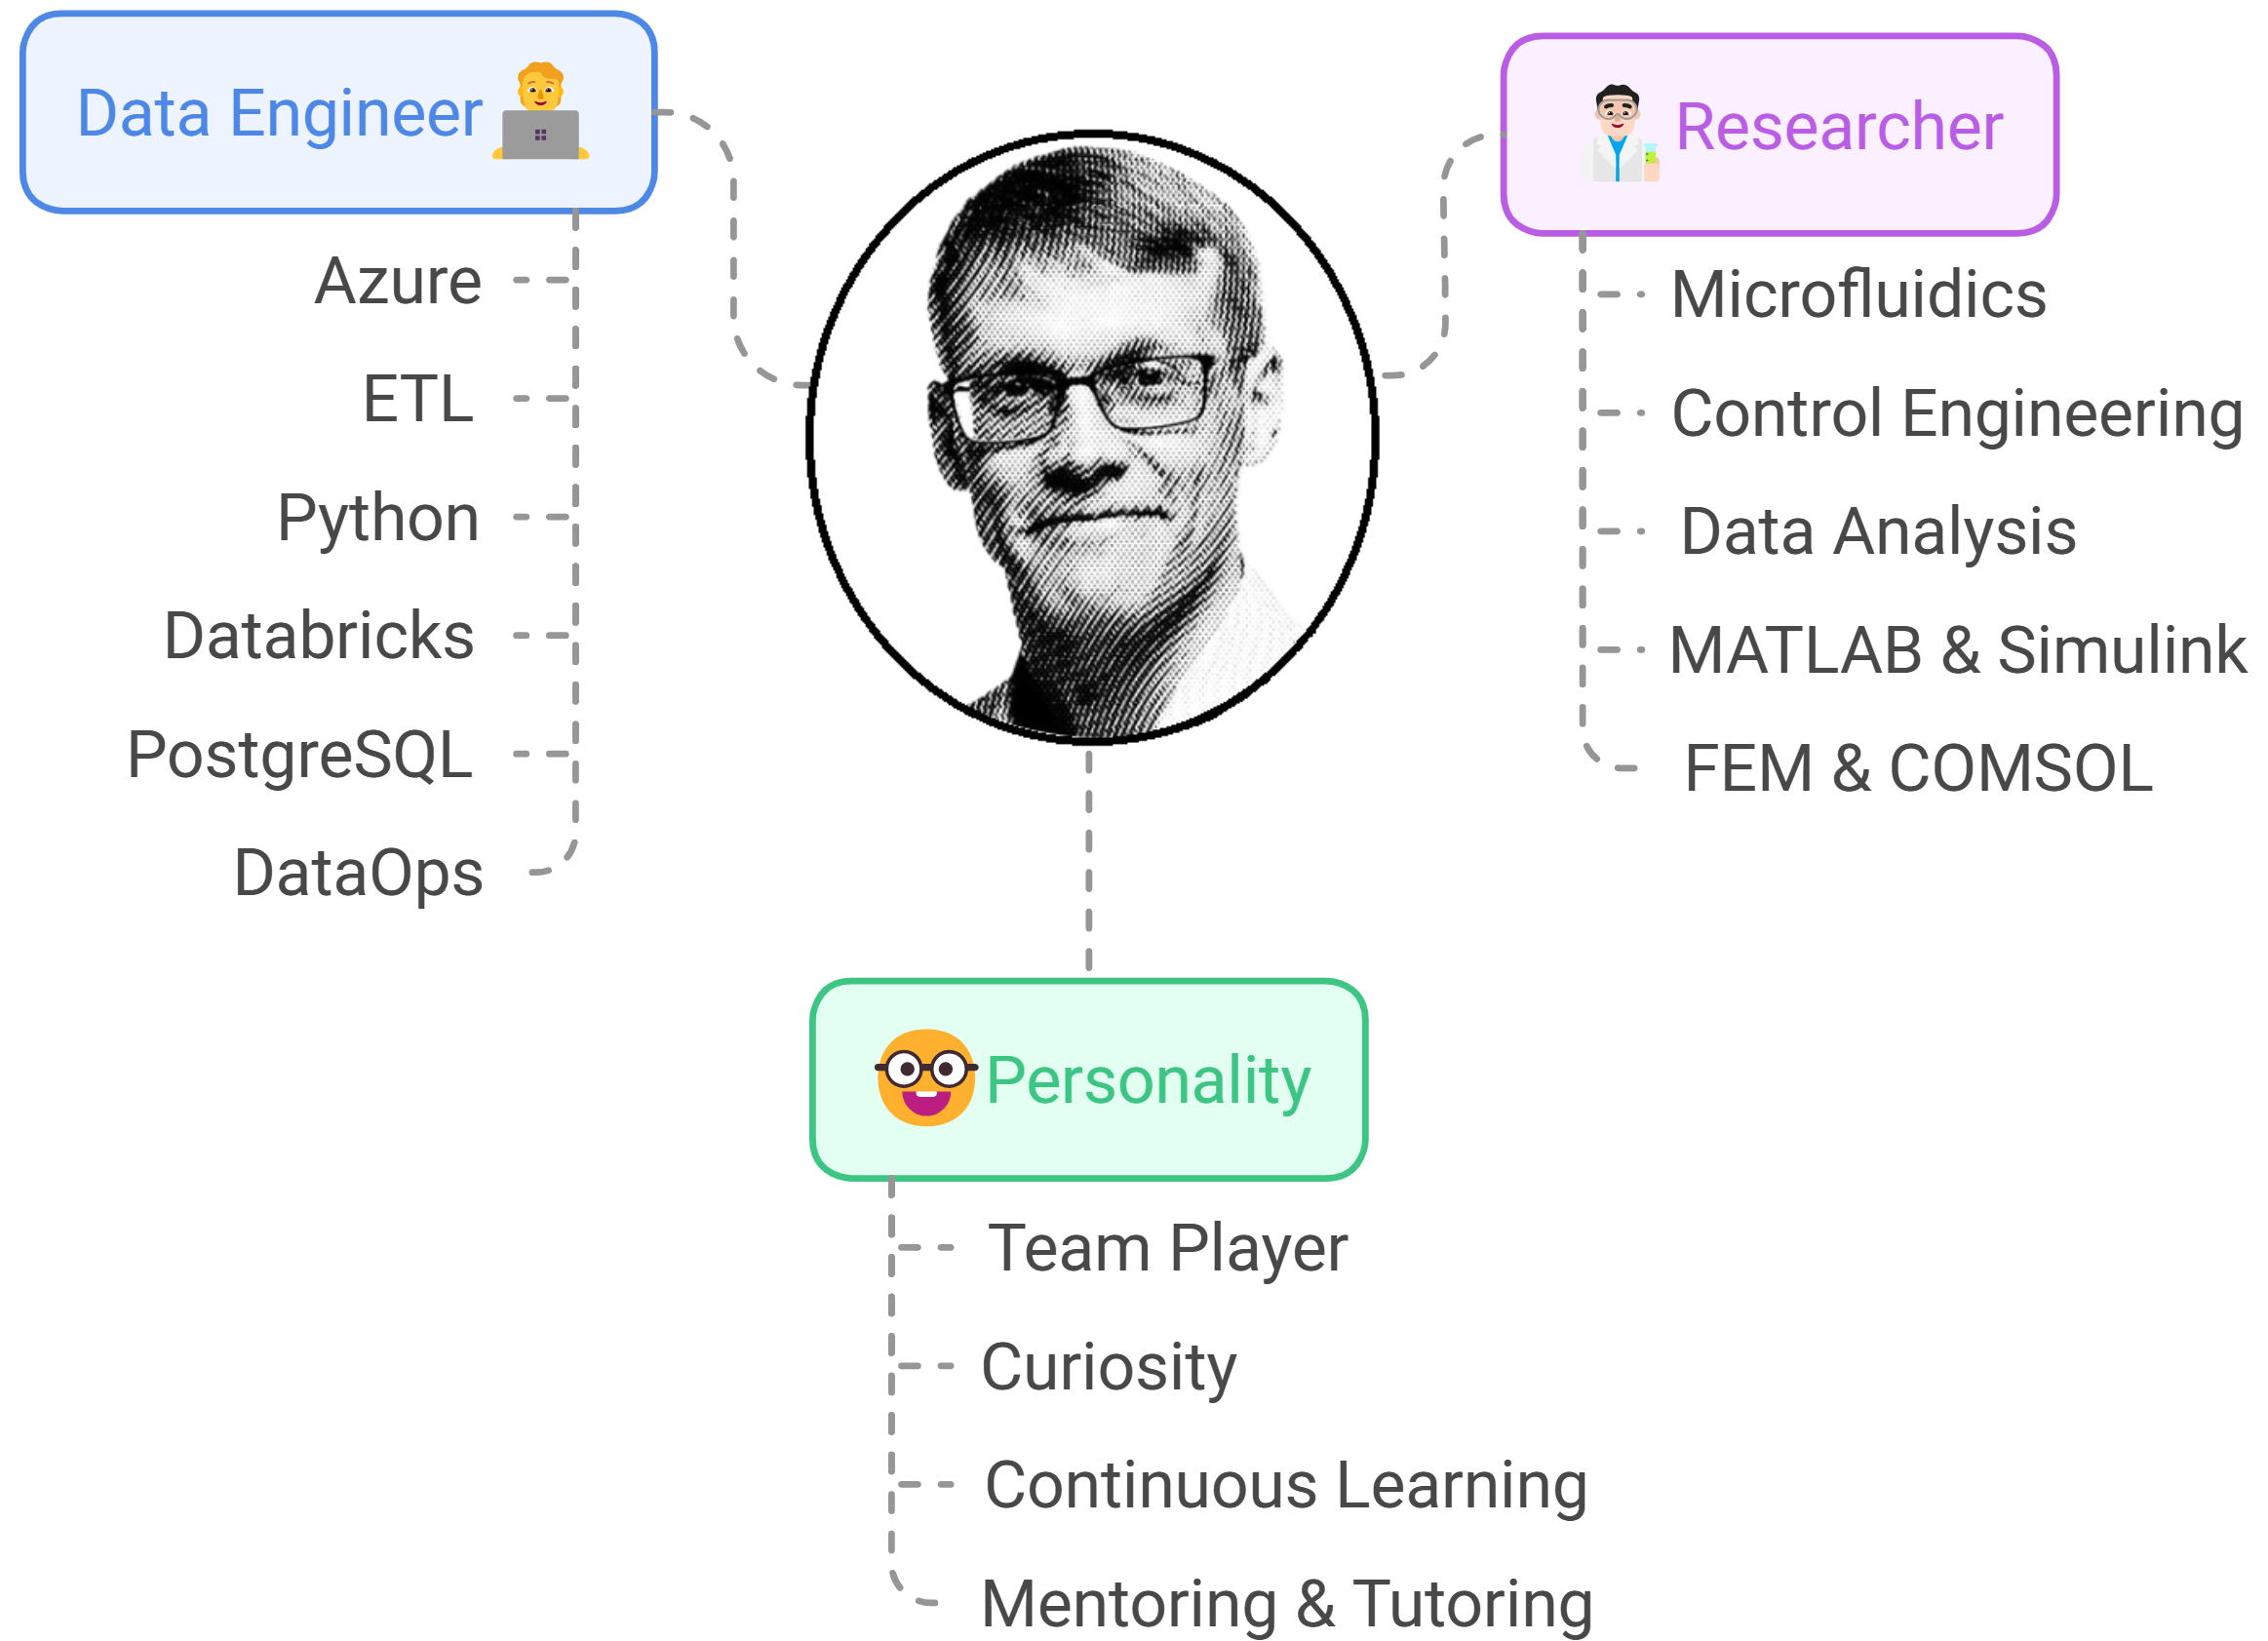 Data Engineer
Azure
ETL
Python
Databricks
PostgreSQL
DataOps
Researcher
Microfluidics
Control Engineering
Data Analysis
MATLAB & Simulink
FEM & COMSOL
Personality
Team Player
Curiosity
Continuous Learning
Mentoring & Tutoring